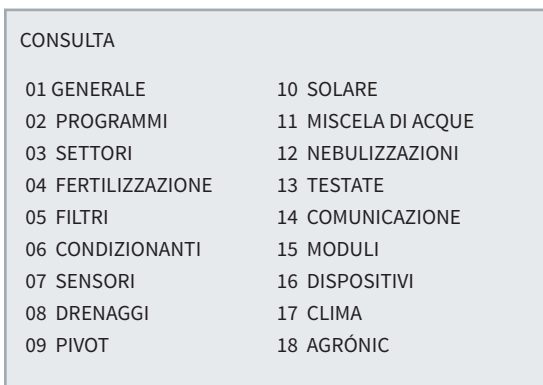 CONSULTA
01 GENERALE
02 PROGRAMMI
03 SETTORI
04 FERTILIZZAZIONE
05 FILTRI
06 CONDIZIONANTI
07 SENSORI
08 DRENAGGI
09 PIVOT
10 SOLARE
11 MISCELA DI ACQUE
12 NEBULIZZAZIONI
13 TESTATE
14 COMUNICAZIONE
15 MODULI
16 DISPOSITIVI
17 CLIMA
18 AGRÓNIC